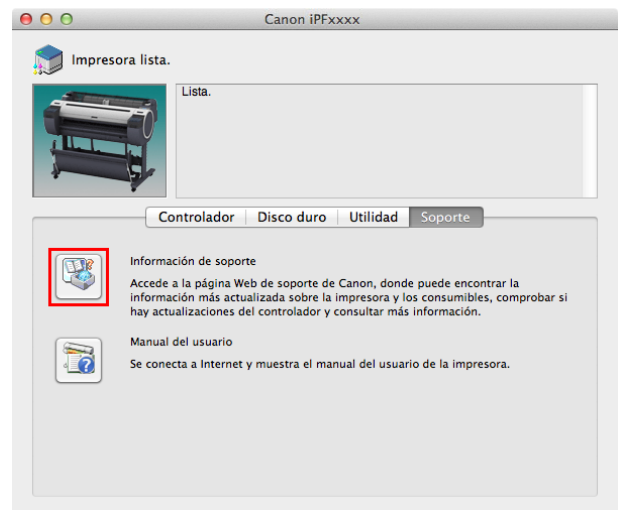 Canon iPFxxxx
Impresora lista.
Lista.
Controlador Disco duro Utilidad Soporte
Información de soporte
Accede a la página Web de soporte de Canon, donde puede encontrar la
información más actualizada sobre la impresora y los consumibles, comprobar si
hay actualizaciones del controlador y consultar más información.
Manual del usuario
Se conecta a Internet y muestra el manual del usuario de la impresora.